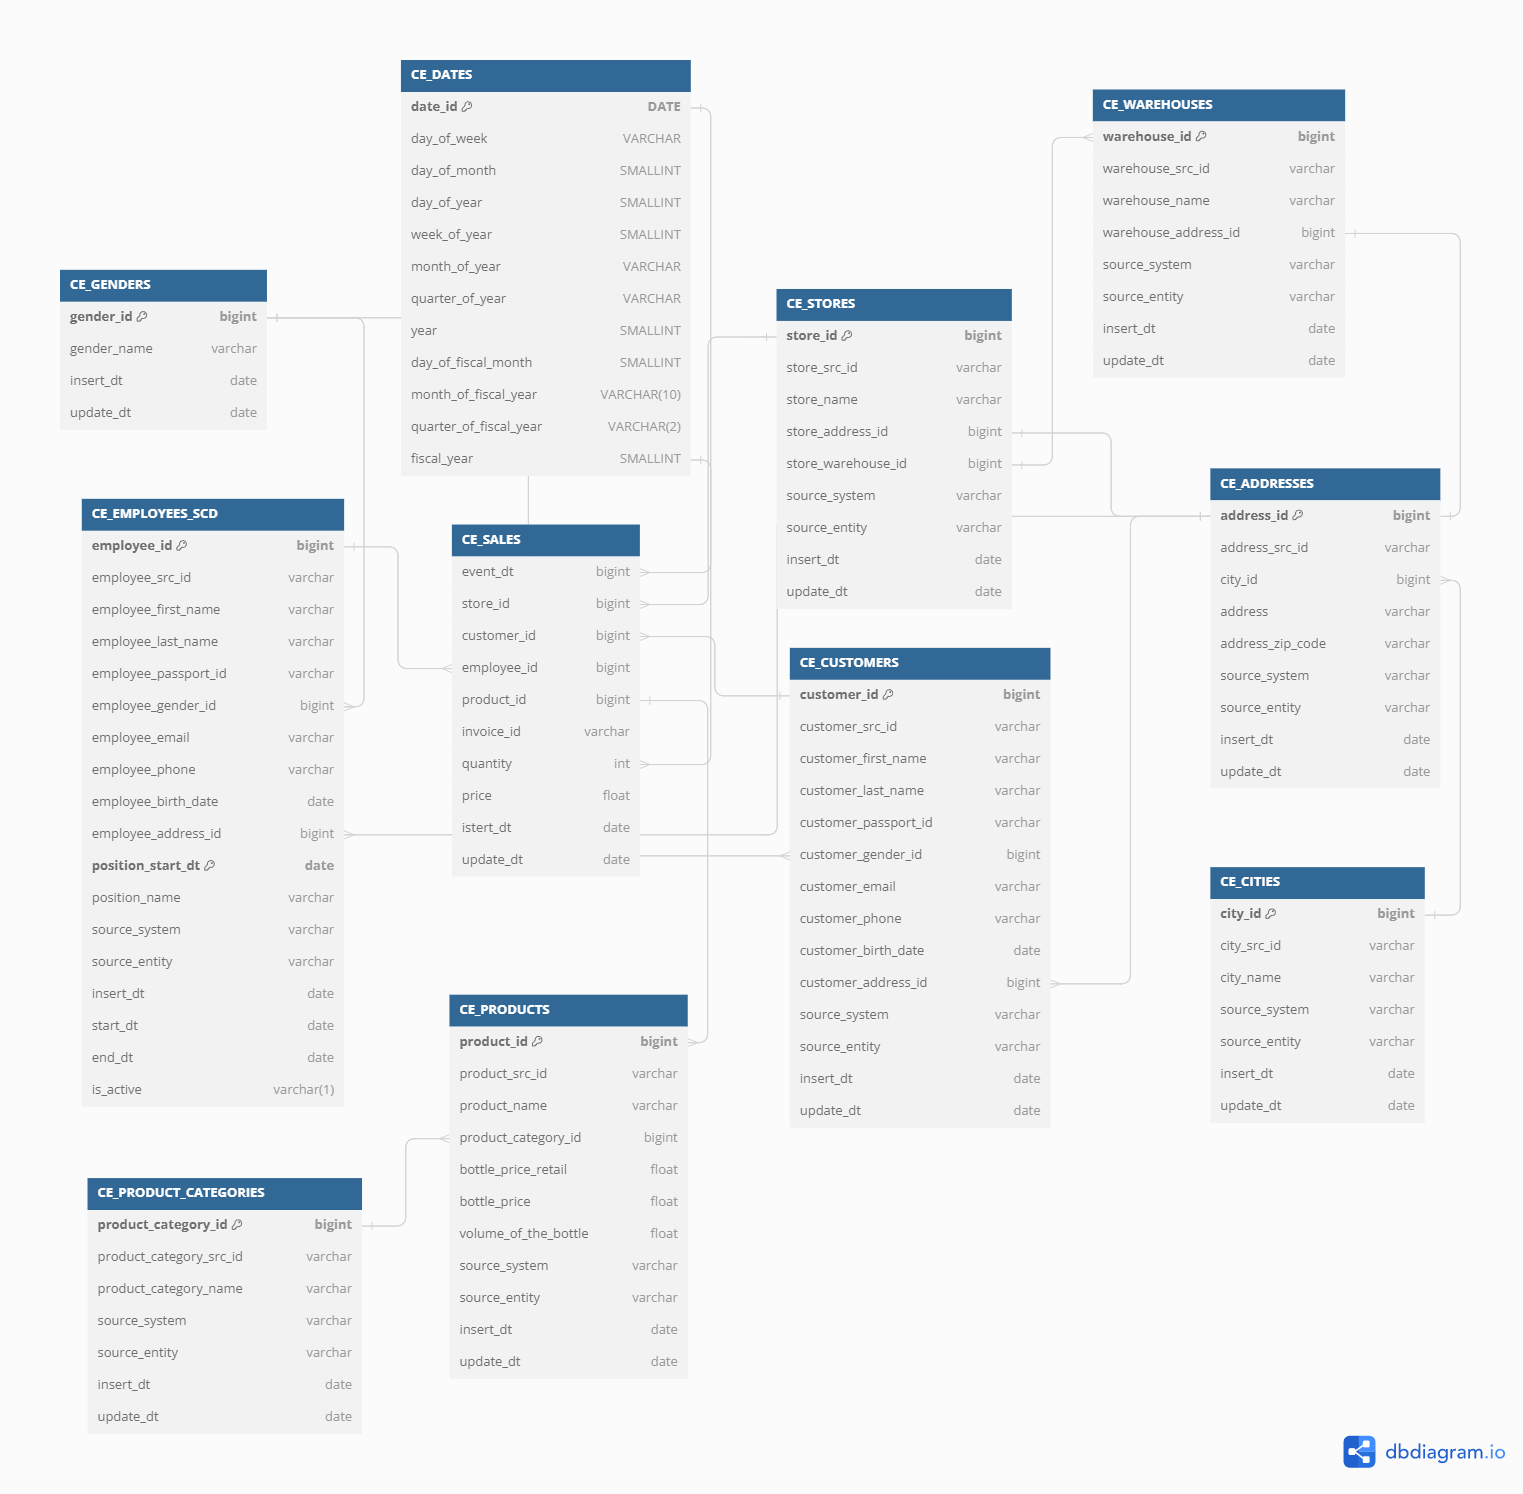 CE_DATES
date_id DATE
day_of_week VARCHAR
day_of_month SMALLINT
day_of_year SMALLINT
week_of_year SMALLINT
month_of_year VARCHAR
quarter_of_year VARCHAR
year SMALLINT
day_of_fiscal_month SMALLINT
month_of_fiscal_year VARCHAR(10)
quarter_of_fiscal_year VARCHAR(2)
fiscal_year SMALLINT
CE_WAREHOUSES
warehouse_id bigint
warehouse_src_id varchar
warehouse_name varchar
warehouse_address_id bigint
source_system varchar
source_entity varchar
insert_dt date
update_dt date
CE_GENDERS
gender_id bigint
gender_name varchar
insert_dt date
update_dt date
CE_STORES
store_id bigint
store_src_id varchar
store_name varchar
store_address_id bigint
store_warehouse_id bigint
source_system varchar
source_entity varchar
insert_dt date
update_dt date
CE_ADDRESSES
address_id bigint
address_src_id varchar
city_id bigint
address varchar
address_zip_code varchar
source_system varchar
source_entity varchar
insert_dt date
update_dt date
CE_EMPLOYEES_SCD
employee_id bigint
employee_src_id varchar
employee_first_name varchar
employee_last_name varchar
employee_passport_id varchar
employee_gender_id bigint
employee_email varchar
employee_phone varchar
employee_birth_date date
employee_address_id bigint
position_start_dt date
position_name varchar
source_system varchar
source_entity varchar
insert_dt date
start_dt date
end_dt date
is_active varchar(1)
CE_SALES
event_dt bigint
store_id bigint
customer_id bigint
employee_id bigint
product_id bigint
invoice_id varchar
quantity int
price float
istert_dt date
update_dt date
CE_CUSTOMERS
customer_id bigint
customer_src_id varchar
customer_first_name varchar
customer_last_name varchar
customer_passport_id varchar
customer_gender_id bigint
customer_email varchar
customer_phone varchar
customer_birth_date date
customer_address_id bigint
source_system varchar
source_entity varchar
insert_dt date
update_dt date
CE_CITIES
city_id bigint
city_src_id varchar
city_name varchar
source_system varchar
source_entity varchar
insert_dt date
update_dt date
CE_PRODUCTS
product_id bigint
product_src_id varchar
product_name varchar
product_category_id bigint
bottle_price_retail float
bottle_price float
volume_of_the_bottle float
source_system varchar
source_entity varchar
insert_dt date
update_dt date
CE_PRODUCT_CATEGORIES
product_category_id bigint
product_category_src_id varchar
product_category_name varchar
source_system varchar
source_entity varchar
insert_dt date
update_dt date
dbdiagram.io